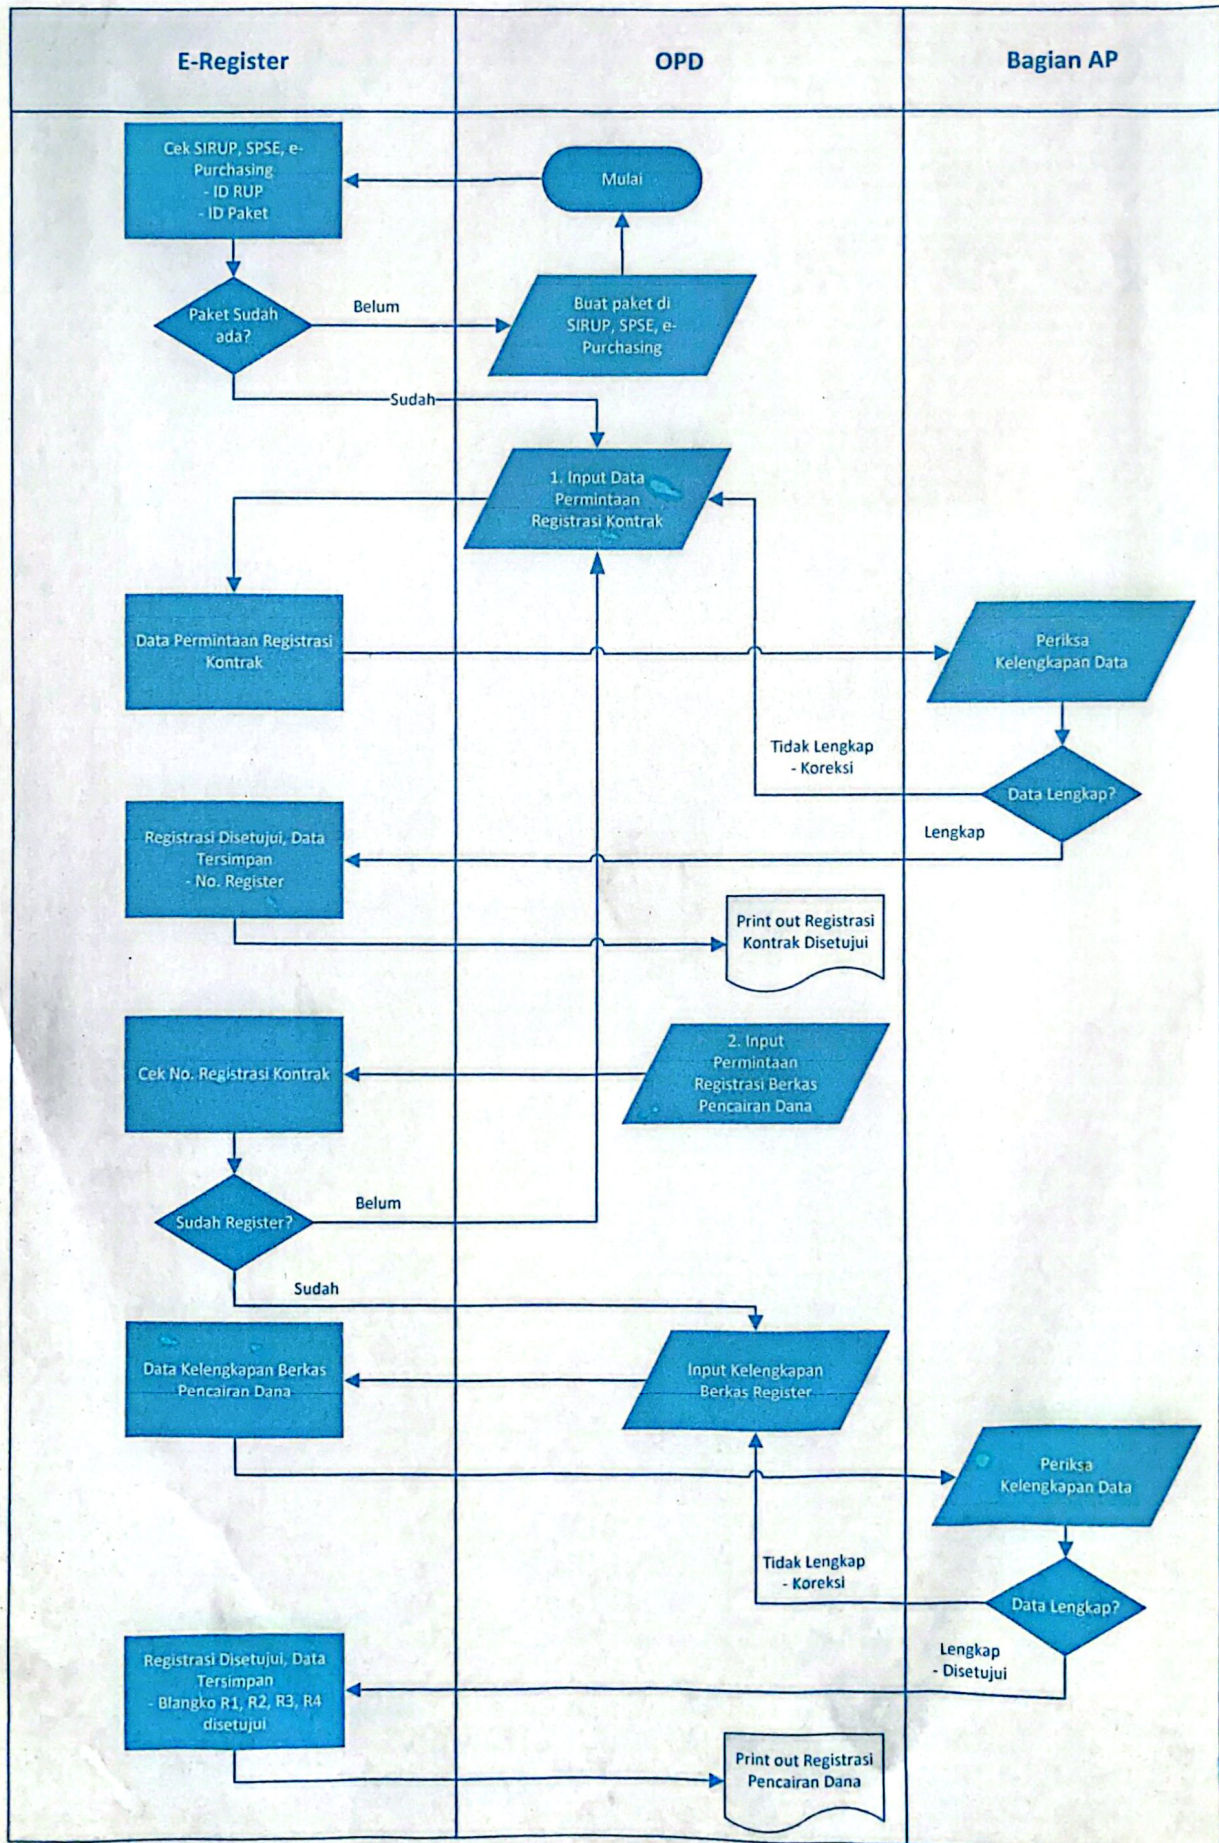 E-Register
OPD
Bagian AP
Cek SIRUP, SPSE, e-
Purchasing
- ID RUP
- ID Paket
Mulai
Paket Sudah
ada?
Belum
Buat paket di
SIRUP, SPSE, e-
Purchasing
Sudah
1. Input Data
Permintaan
Registrasi Kontrak
Data Permintaan Registrasi
Kontrak
Periksa
Kelengkapan Data
Tidak Lengkap
- Koreksi
Data Lengkap?
Lengkap
Registrasi Disetujui, Data
Tersimpan
- No. Register
Print out Registrasi
Kontrak Disetujui
2. Input
Permintaan
Registrasi Berkas
Pencairan Dana
Cek No. Registrasi Kontrak
Sudah Register?
Belum
Sudah
Data Kelengkapan Berkas
Pencairan Dana
Input Kelengkapan
Berkas Register
Periksa
Kelengkapan Data
Tidak Lengkap
- Koreksi
Data Lengkap?
Lengkap
- Disetujui
Registrasi Disetujui, Data
Tersimpan
- Blangko R1, R2, R3, R4
disetujui
Print out Registrasi
Pencairan Dana